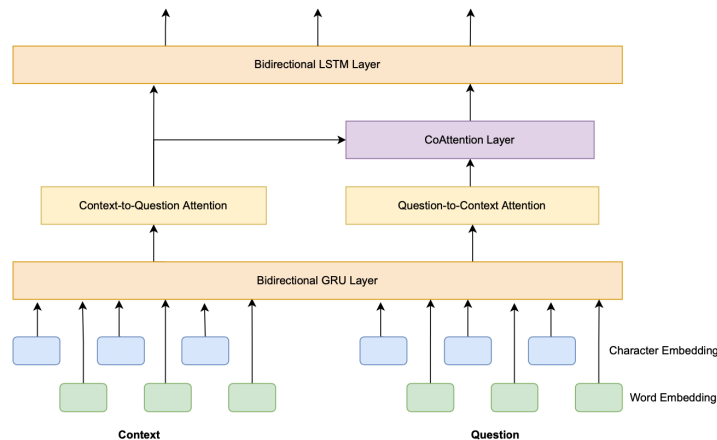 Bidirectional LSTM Layer
CoAttention Layer
Context-to-Question Attention
Question-to-Context Attention
Bidirectional GRU Layer
Character Embedding
Word Embedding
Context
Question